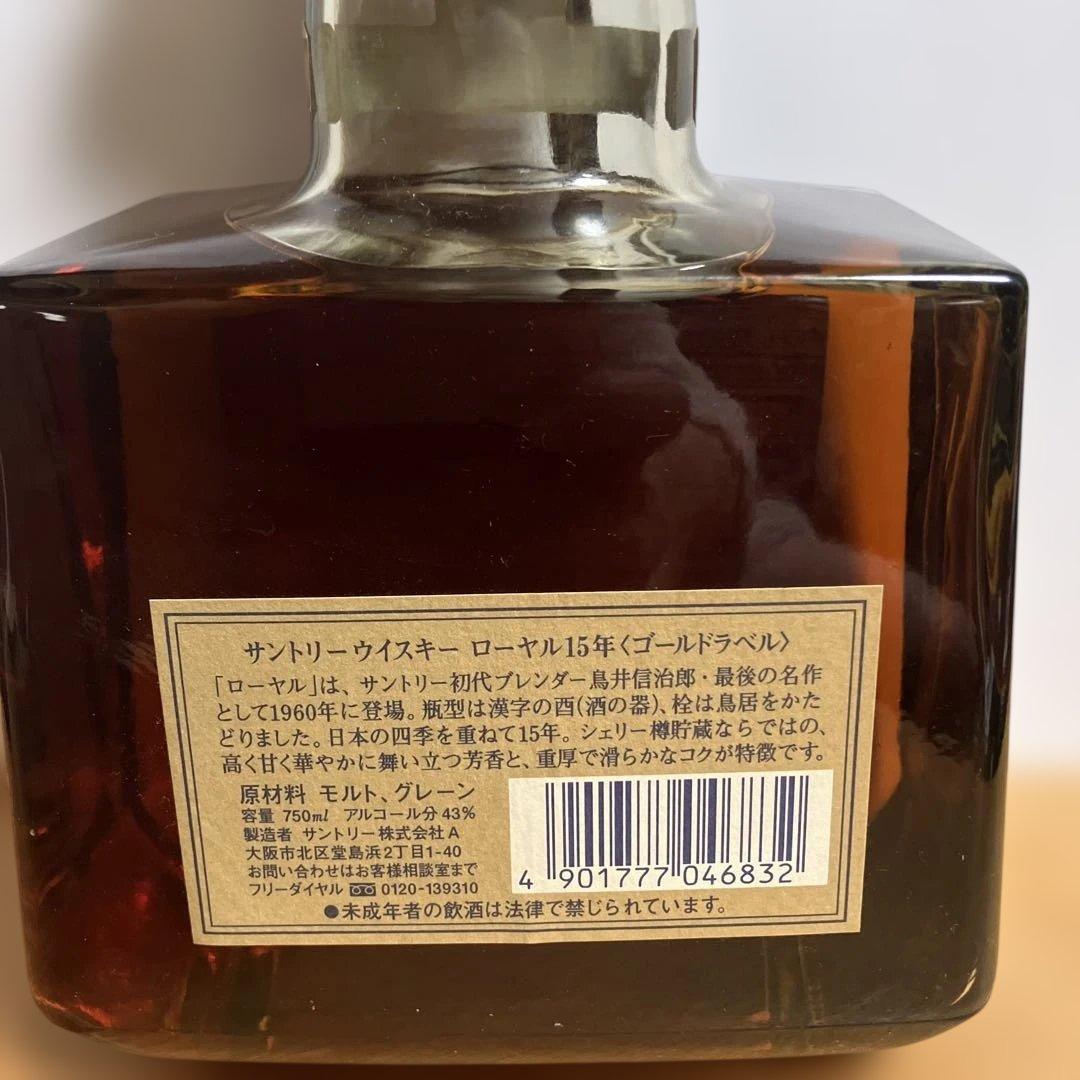 サントリーウイスキー ローヤル15年〈ゴールドラベル〉
「ローヤル」は、サントリー初代ブレンダー鳥井信治郎・最後の名作
として1960年に登場。瓶型は漢字の酉(酒の器)、栓は鳥居をかた
どりました。日本の四季を重ねて15年。シェリー樽貯蔵ならではの、
高く甘く華やかに舞い立つ芳香と、重厚で滑らかなコクが特徴です。
原材料 モルト、グレーン
容量 750ml アルコール分43%
製造者 サントリー株式会社A
大阪市北区堂島浜2丁目1-40
お問い合わせはお客様相談室まで
フリーダイヤル 0120-139310
4 901777 046832
●未成年者の飲酒は法律で禁じられています。